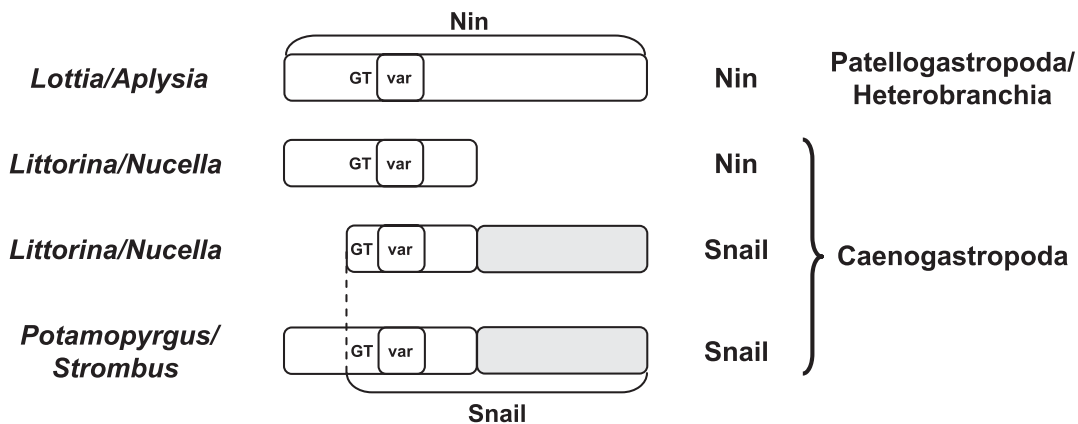 Nin
Lottia/Aplysia
GT var
Nin
Patellogastropoda/
Heterobranchia
Littorina/Nucella
GT var
Nin
Littorina/Nucella
GT var
Snail
Caenogastropoda
Potamopyrgus/
Strombus
GT var
Snail
Snail